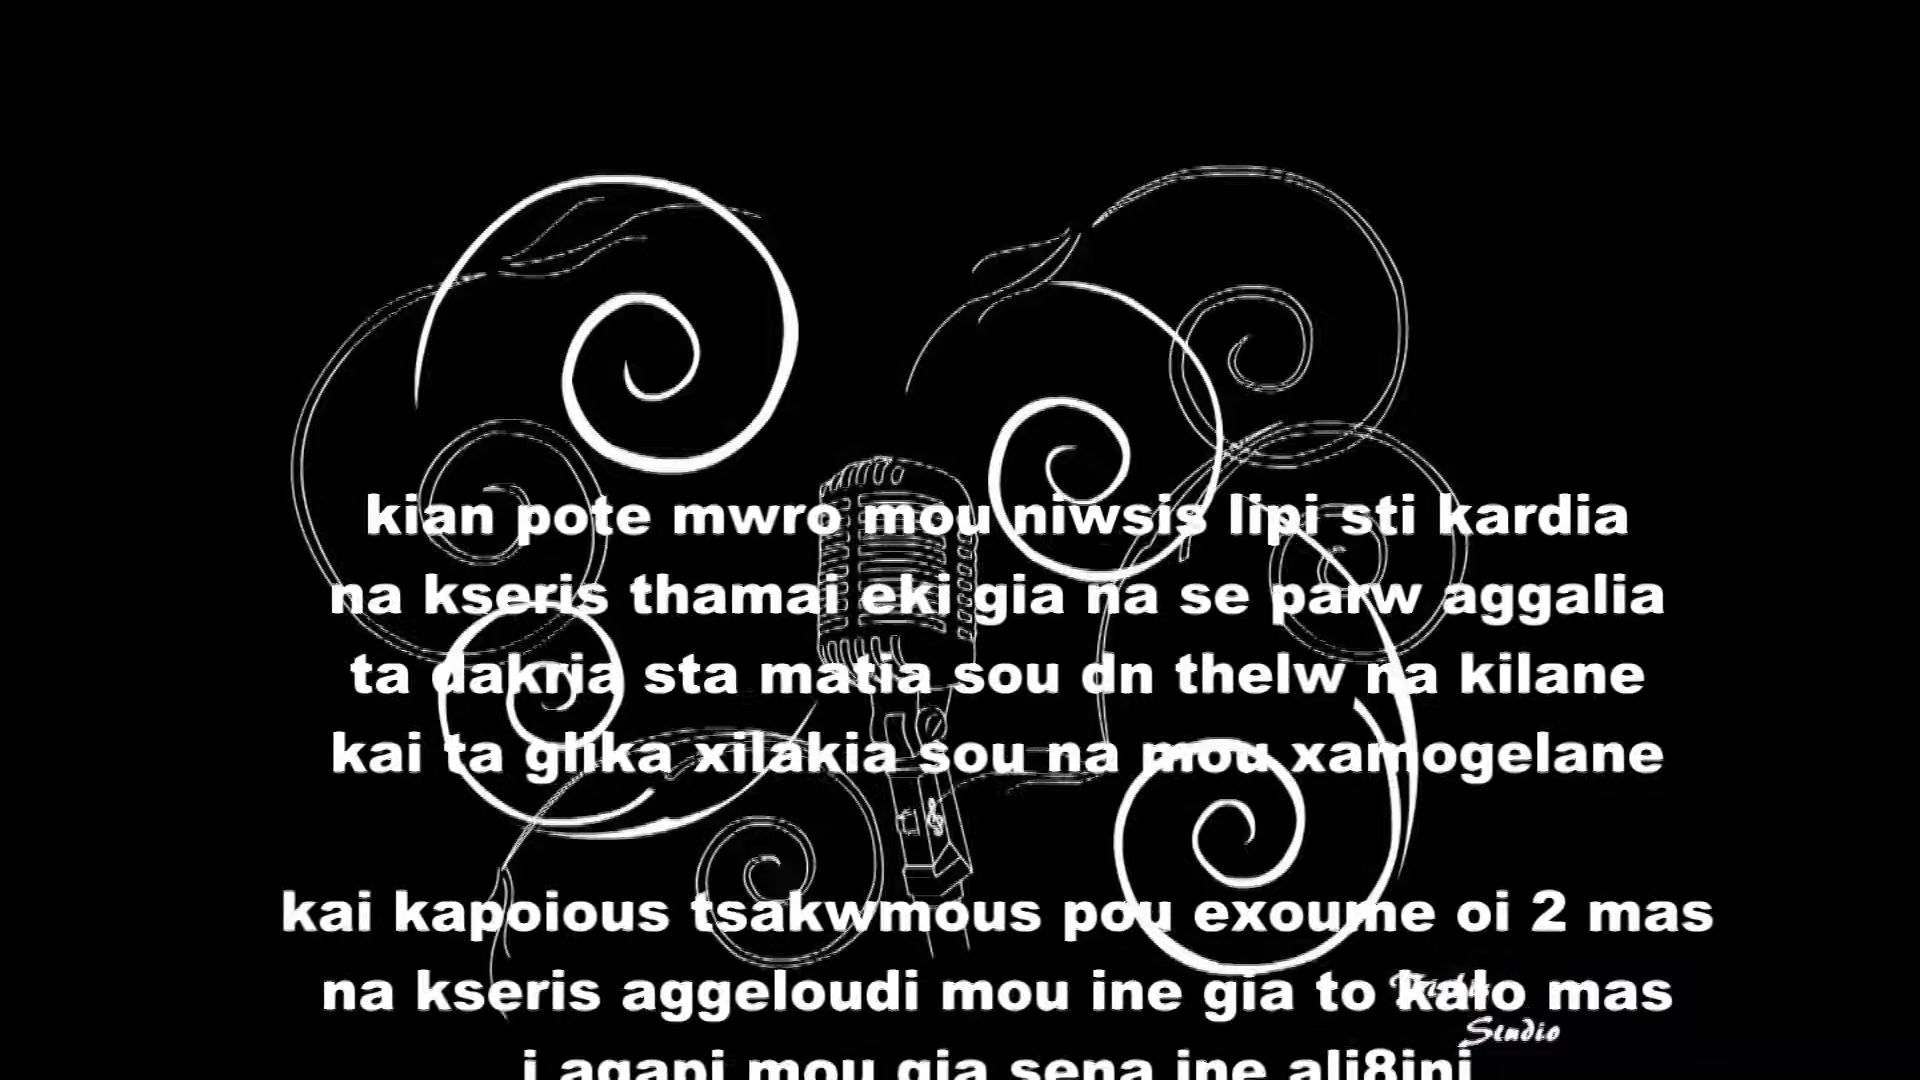 kian pote mwro mou niwsis lipi sti kardia
na kseris thamai eki gia na se parw aggalia
ta dakria sta matia sou dn thelw na kilane
kai ta glika xilakia sou na mou xamogelane
kai kapoious tsakwmous pou exoume oi 2 mas
na kseris aggeloudi mou ine gia to kalo mas
Studio
i agapi mou gia sena ine ali8ini